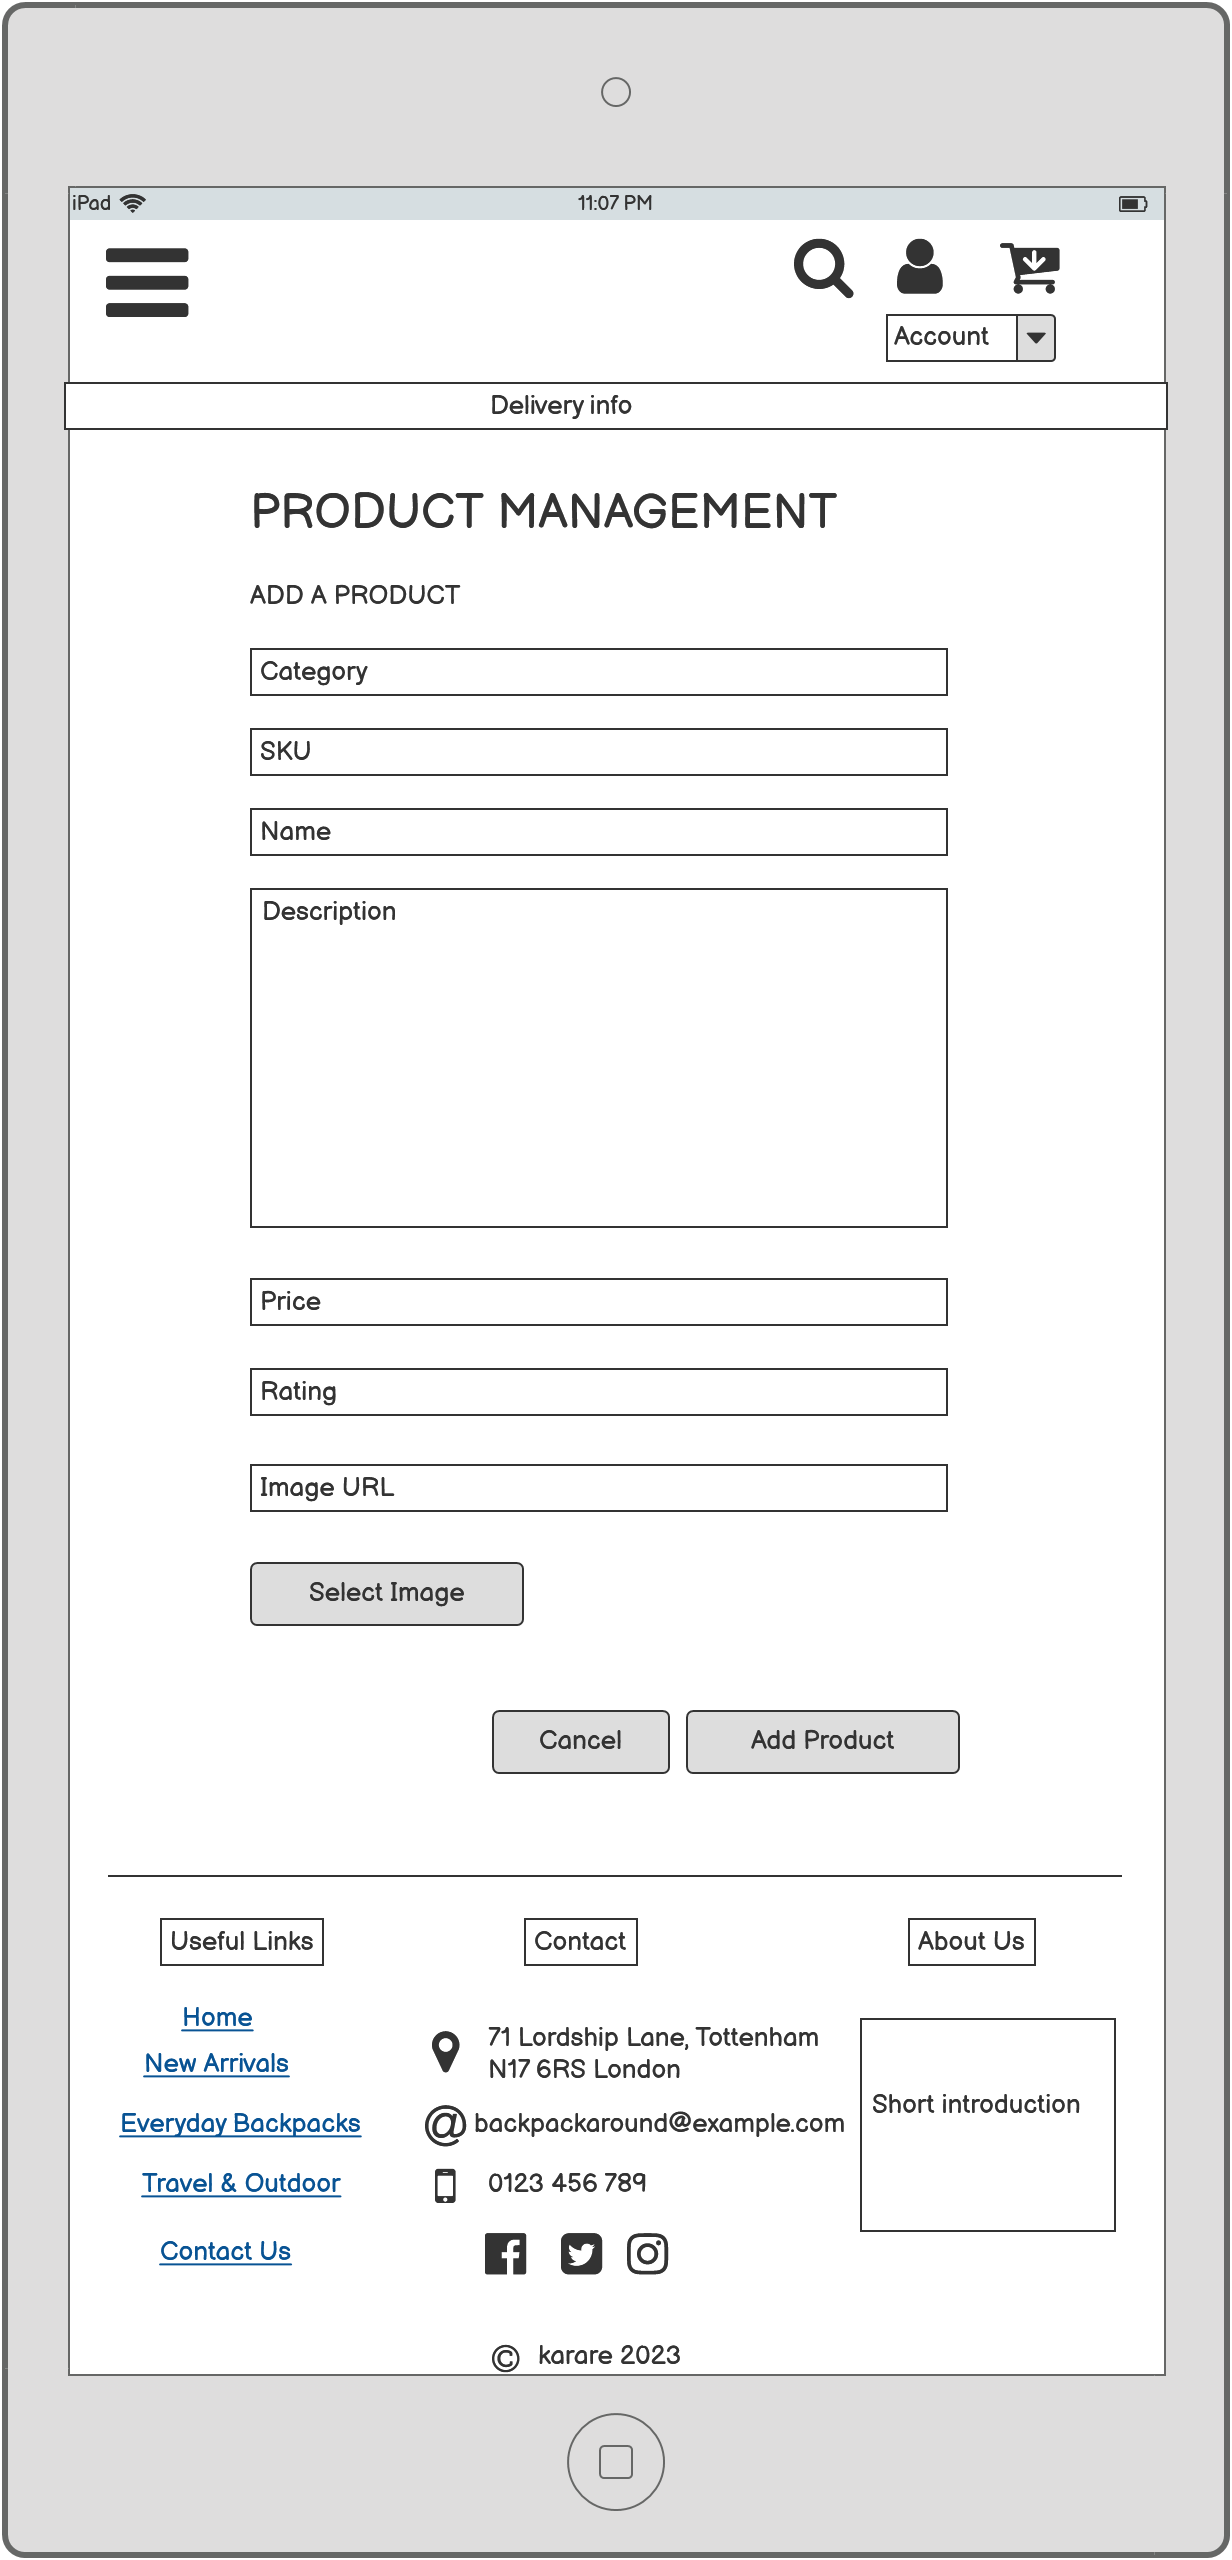 iPad
11:07 PM
Account
Delivery info
PRODUCT MANAGEMENT
ADD A PRODUCT
Category
SKU
Name
Description
Price
Rating
Image URL
Select Image
Cancel
Add Product
Useful Links
Home
New Arrivals
Everyday Backpacks
Travel & Outdoor
Contact Us
Contact
71 Lordship Lane, Tottenham
N17 6RS London
@ backpackaround@example.com
0123 456 789
About Us
Short introduction
© karare 2023